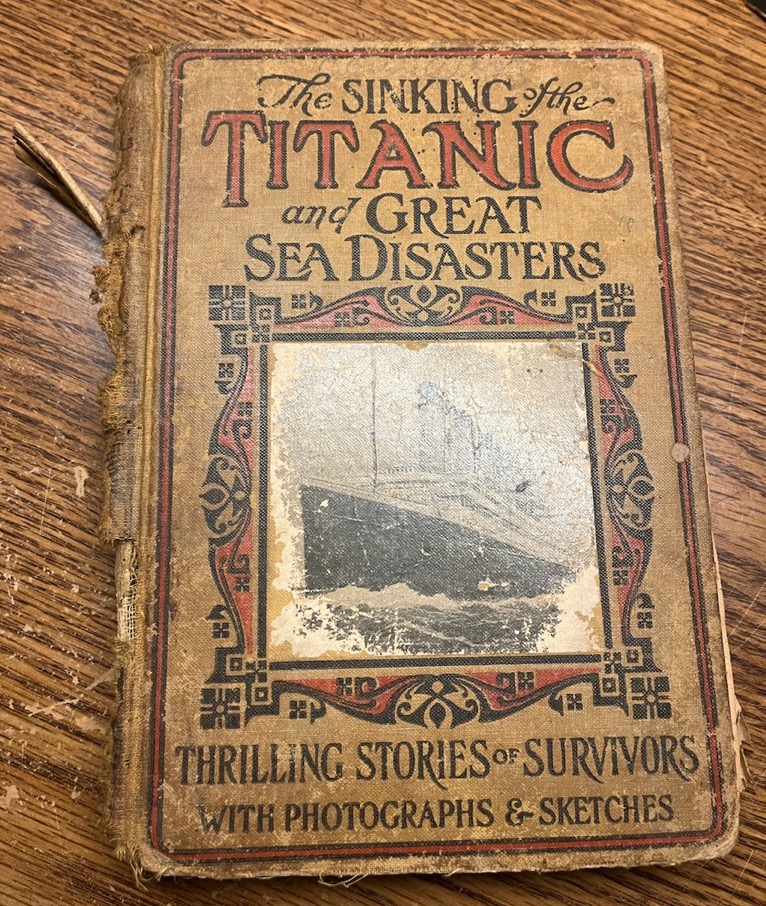 The SINKING of the
TITANIC
and GREAT
SEA DISASTERS
THRILLING STORIES OF SURVIVORS
WITH PHOTOGRAPHS & SKETCHES